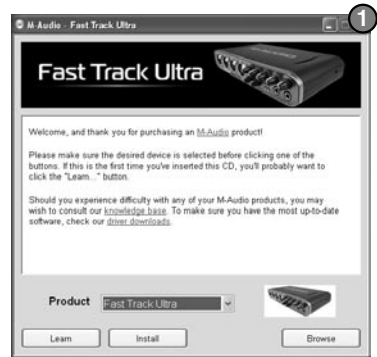 M-Audio - Fast Track Ultra
1
Fast Track Ultra
Welcome, and thank you for purchasing an M-Audio product!
Please make sure the desired device is selected before clicking one of the
buttons. If this is the first time you've inserted this CD, you'll probably want to
click the "Learn..." button.
Should you experience difficulty with any of your M-Audio products, you may
wish to consult our knowledge base. To make sure you have the most up-to-date
software, check our driver downloads.
Product
Fast Track Ultra
Learn
Install
Browse